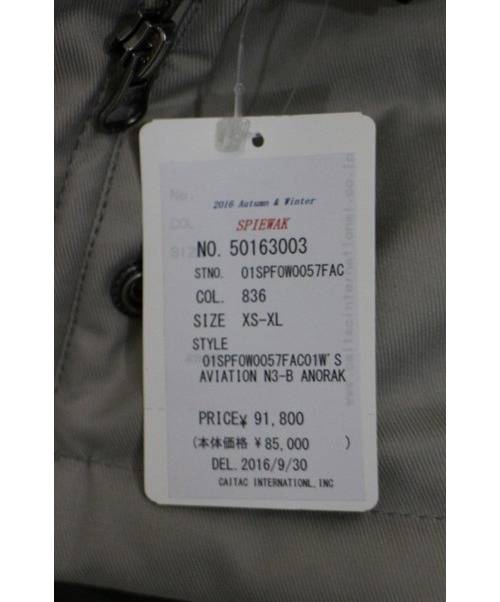 2016 Autumn & Winter
SPIEWAK
NO. 50163003
STNO. 01SPFOW0057FAC
COL. 836
SIZE XS-XL
STYLE
01SPFOW0057FAC01W'S
AVIATION N3-B ANORAK
PRICE¥ 91,800
(本体価格 ¥85,000 )
DEL. 2016/9/30
CAITAC INTERNATIONL, INC